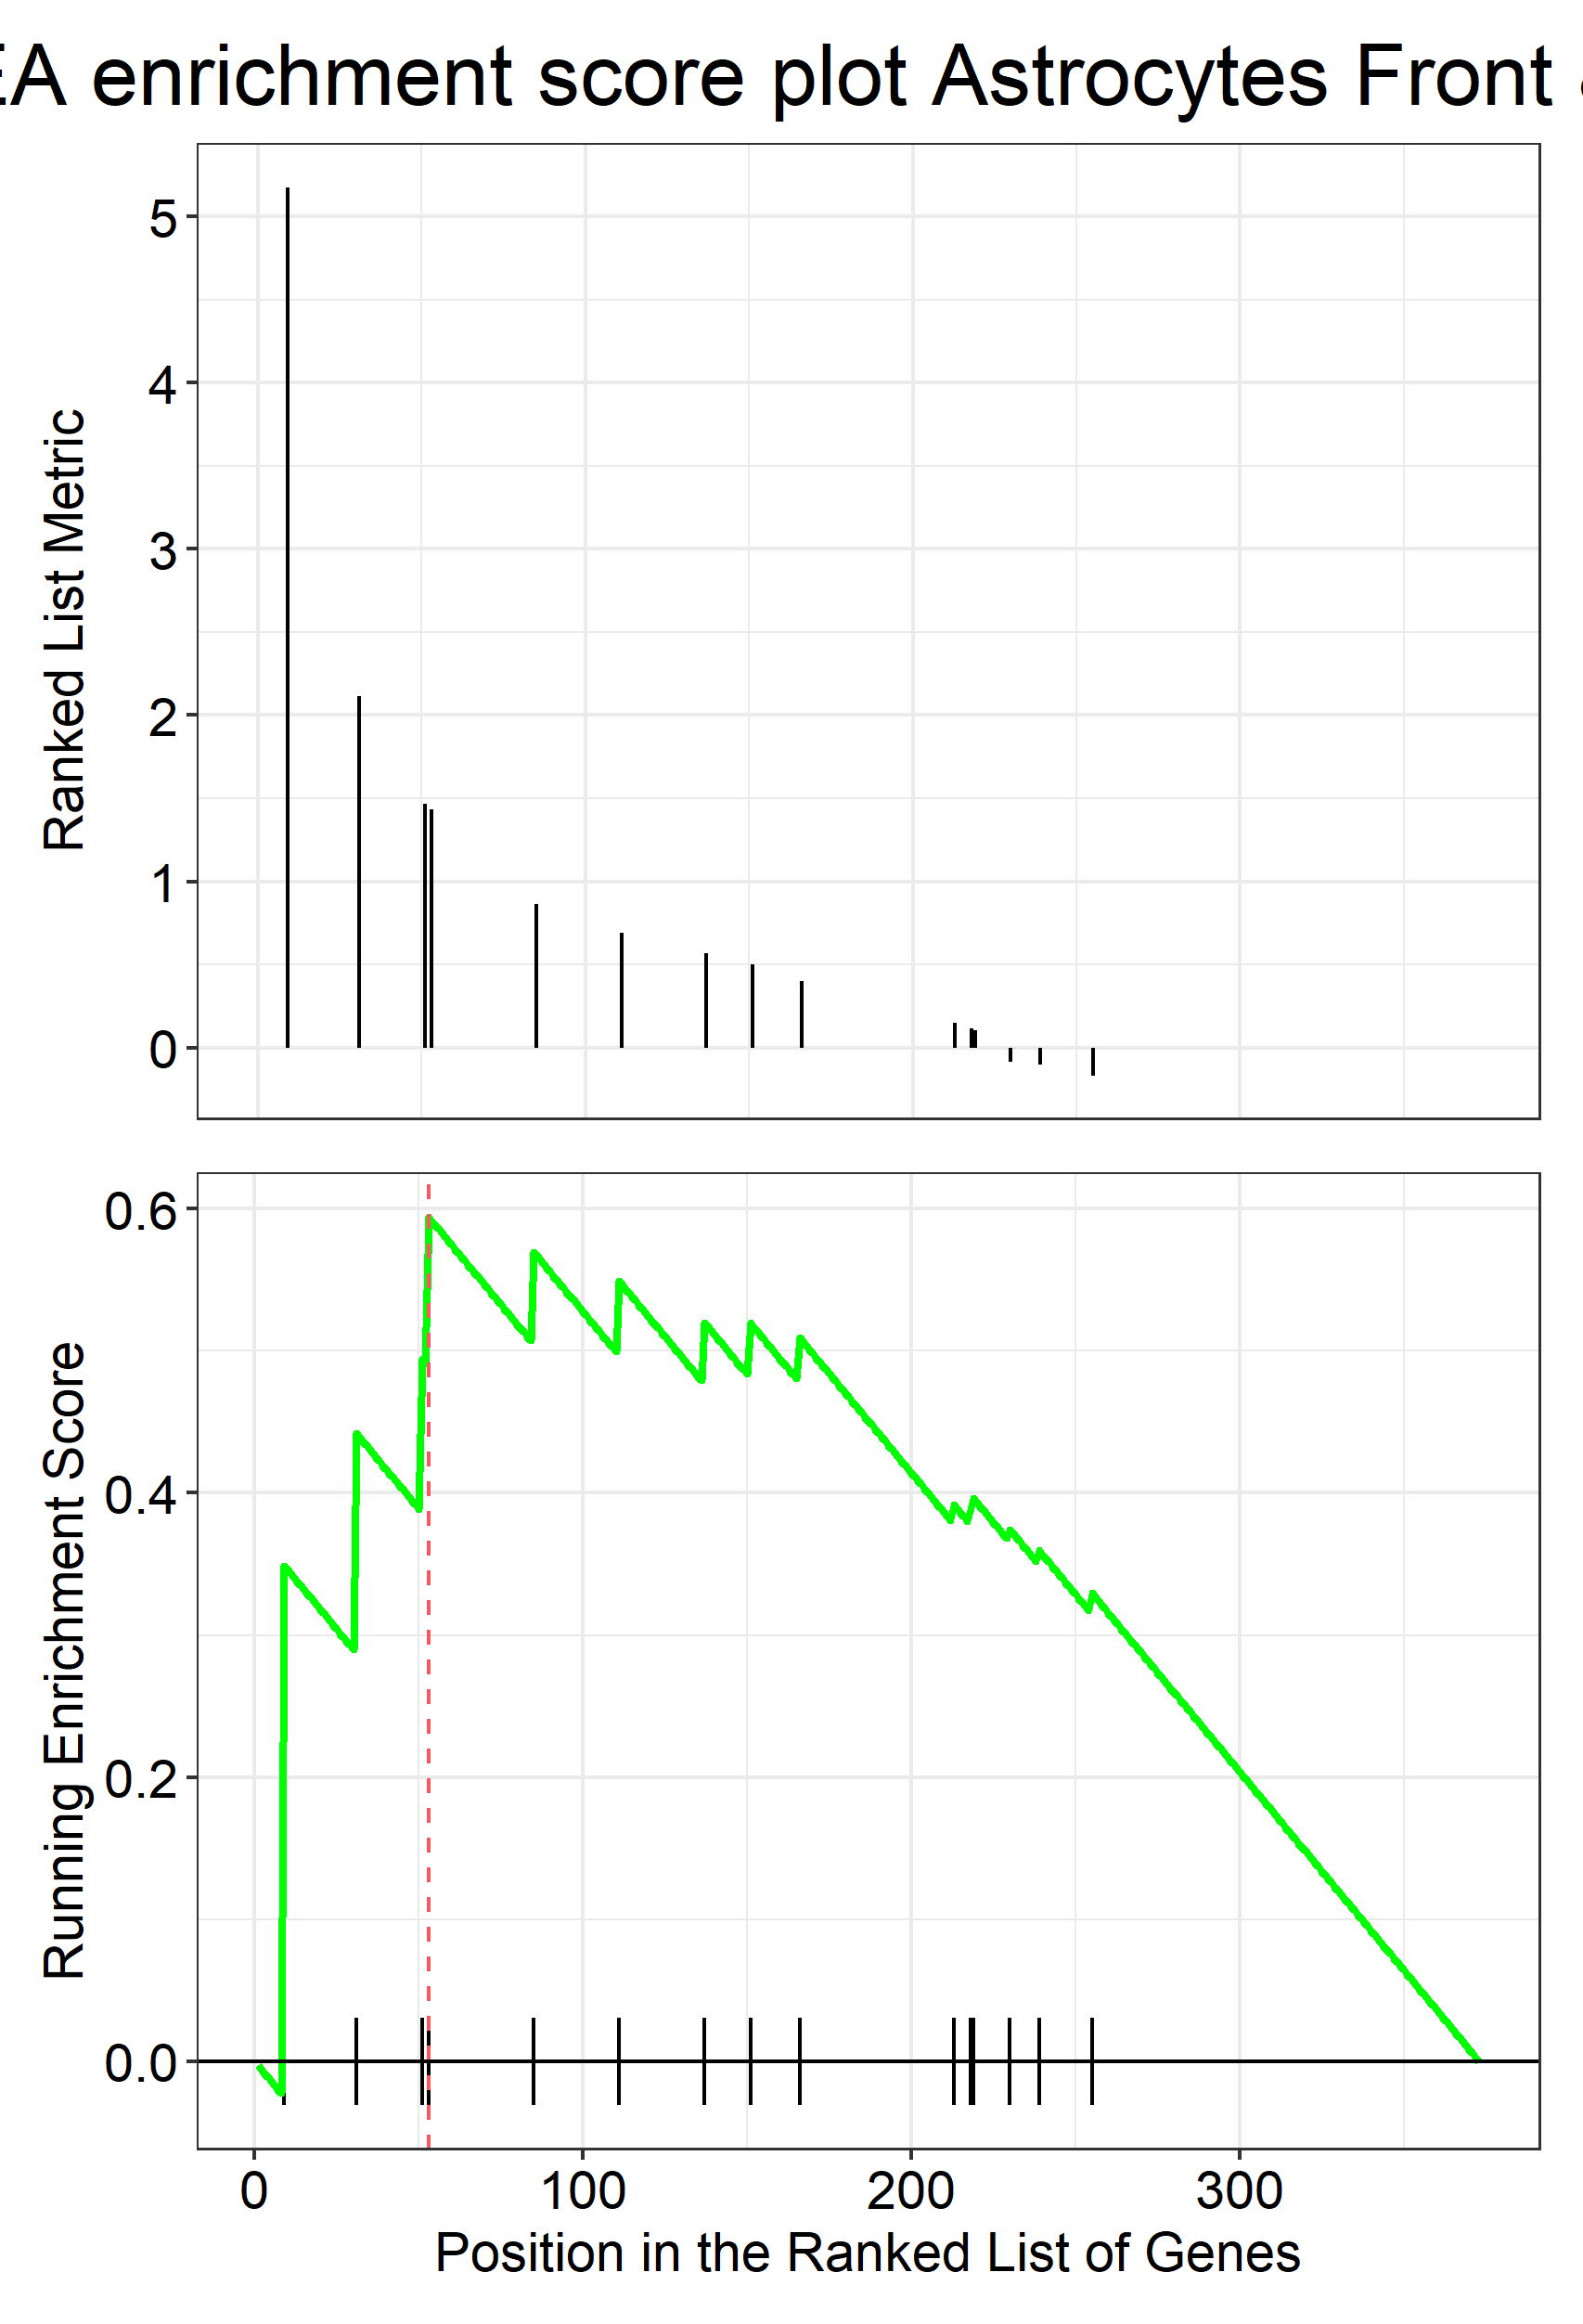 EA enrichment score plot Astrocytes Front
5
4
3
2
1
0
Ranked List Metric
0.6
0.4
0.2
0.0
Running Enrichment Score
0 100 200 300
Position in the Ranked List of Genes